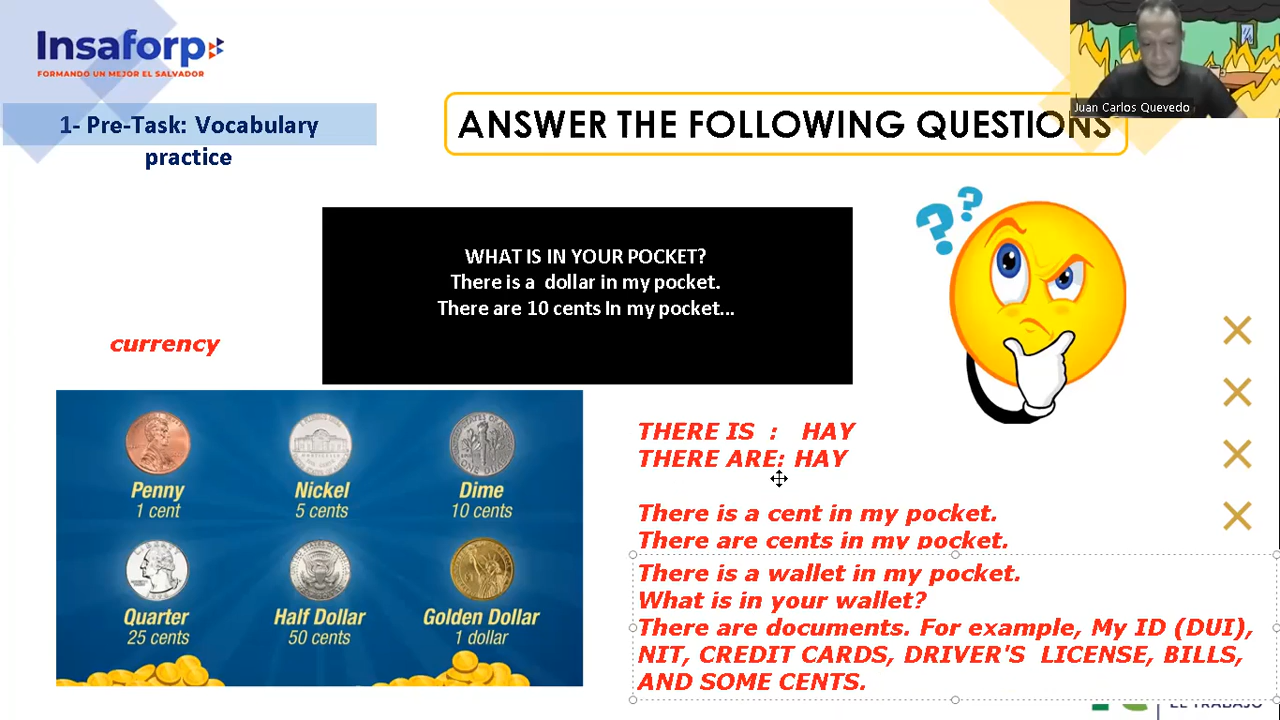 Insaforp
FORMANDO UN MEJOR EL SALVADOR
Juan Carlos Quevedo
1- Pre-Task: Vocabulary
practice
ANSWER THE FOLLOWING QUESTIONS
WHAT IS IN YOUR POCKET?
There is a dollar in my pocket.
There are 10 cents In my pocket...
currency
Penny
1 cent
Nickel
5 cents
Dime
10 cents
Quarter
25 cents
Half Dollar
50 cents
Golden Dollar
1 dollar
THERE IS : HAY
THERE ARE: HAY
There is a cent in my pocket.
There are cents in my pocket.
There is a wallet in my pocket.
What is in your wallet?
There are documents. For example, My ID (DUI),
NIT, CREDIT CARDS, DRIVER'S LICENSE, BILLS,
AND SOME CENTS.